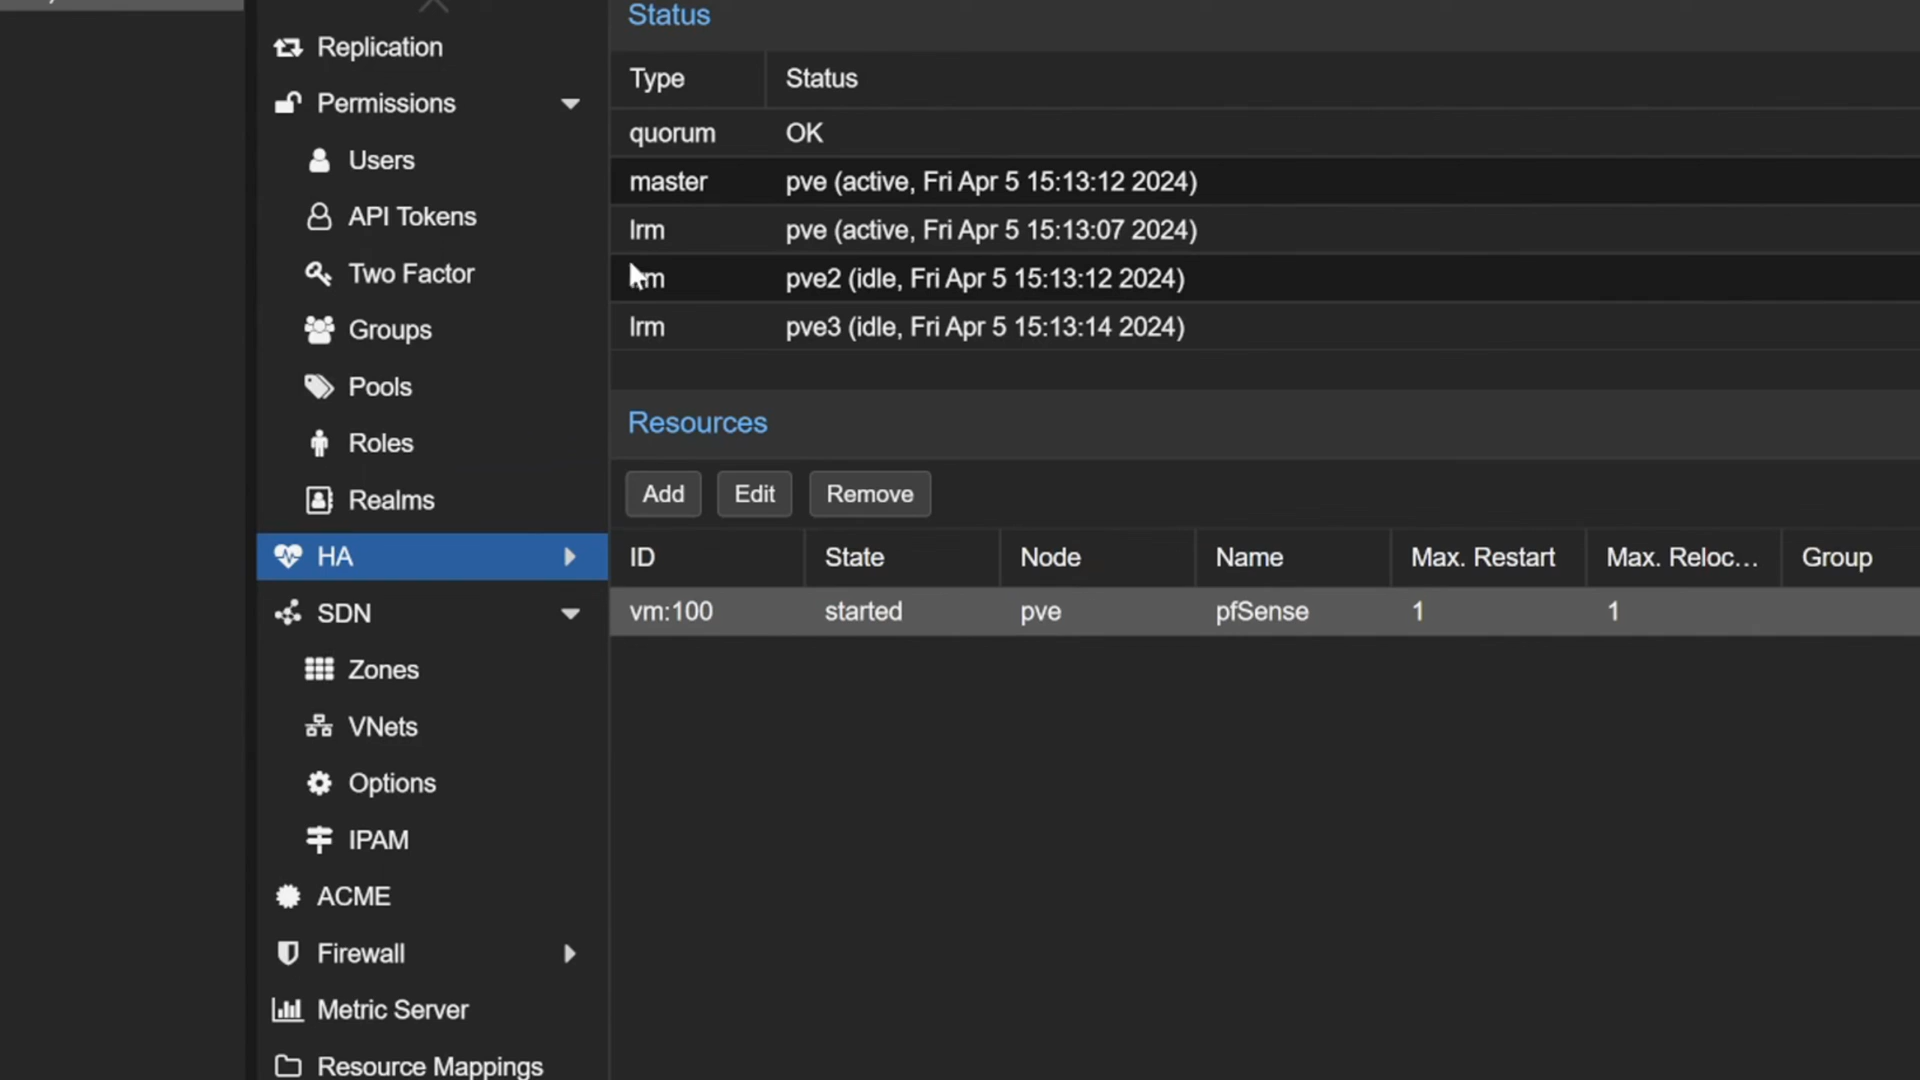 Replication
Permissions
Users
API Tokens
Two Factor
Groups
Pools
Roles
Realms
HA
SDN
Zones
VNets
Options
IPAM
ACME
Firewall
Metric Server
Resource Mappings
Status
Type Status
quorum OK
master pve (active, Fri Apr 5 15:13:12 2024)
lrm pve (active, Fri Apr 5 15:13:07 2024)
lrm pve2 (idle, Fri Apr 5 15:13:12 2024)
lrm pve3 (idle, Fri Apr 5 15:13:14 2024)
Resources
Add Edit Remove
ID State Node Name Max. Restart Max. Reloc... Group
vm:100 started pve pfSense 1 1